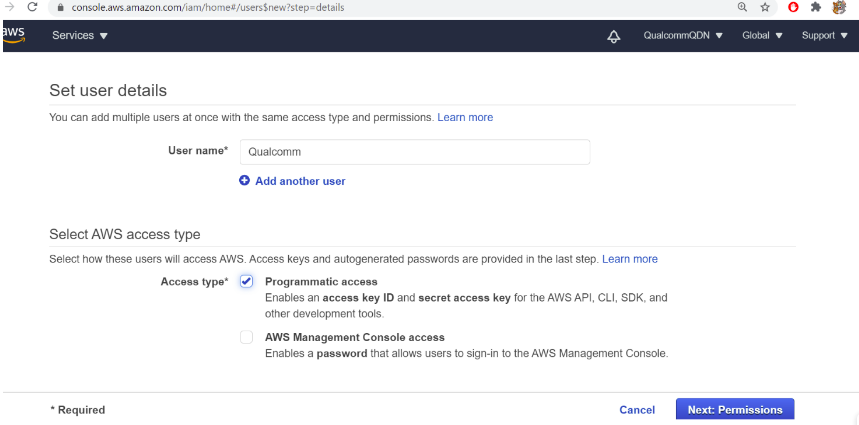 console.aws.amazon.com/iam/home#/users$new?step=details
aws Services QualcommQDN Global Support
Set user details
You can add multiple users at once with the same access type and permissions. Learn more
User name* Qualcomm
Add another user
Select AWS access type
Select how these users will access AWS. Access keys and autogenerated passwords are provided in the last step. Learn more
Access type* Programmatic access
Enables an access key ID and secret access key for the AWS API, CLI, SDK, and
other development tools.
AWS Management Console access
Enables a password that allows users to sign-in to the AWS Management Console.
* Required Cancel Next: Permissions